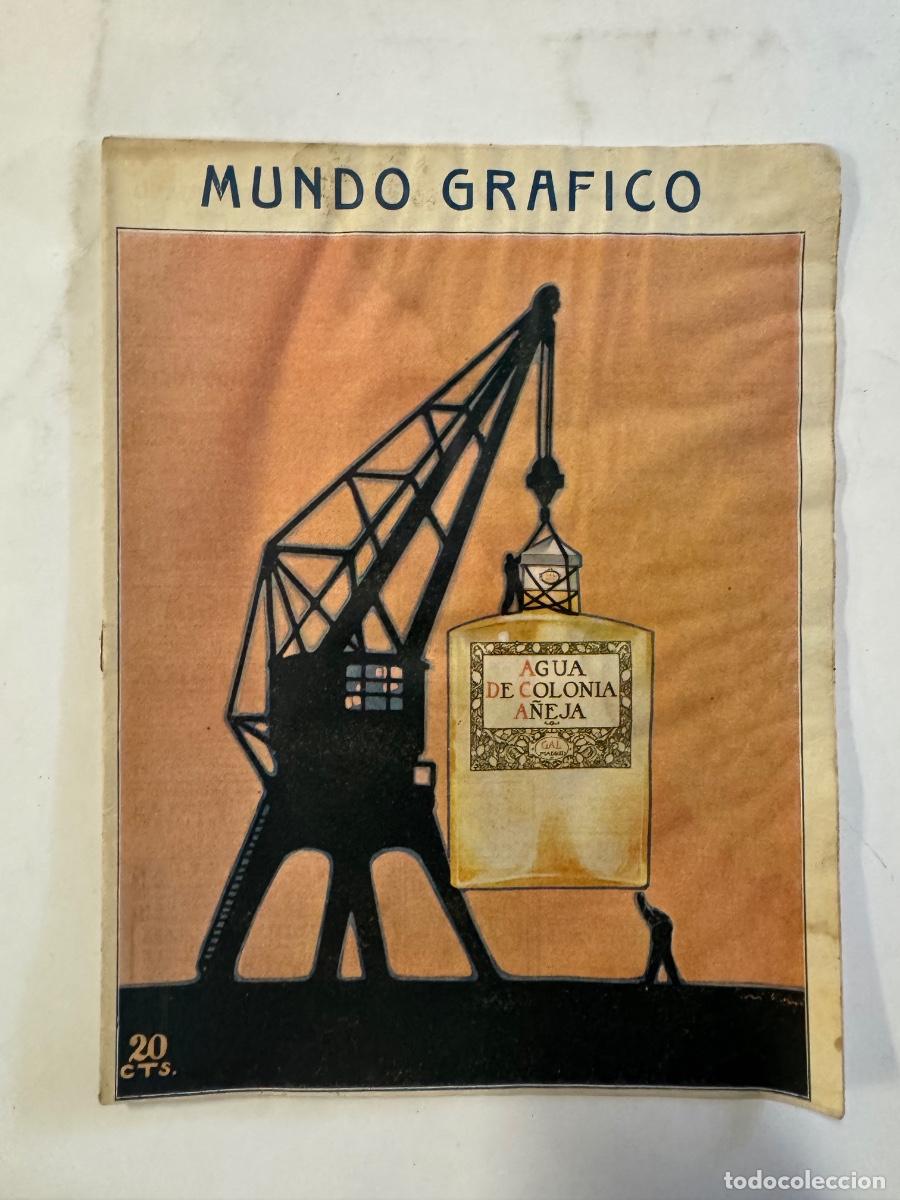 MUNDO GRAFICO
AGUA
DE COLONIA
AÑEJA
GAL
MADRID
20
CTS.
todocoleccion